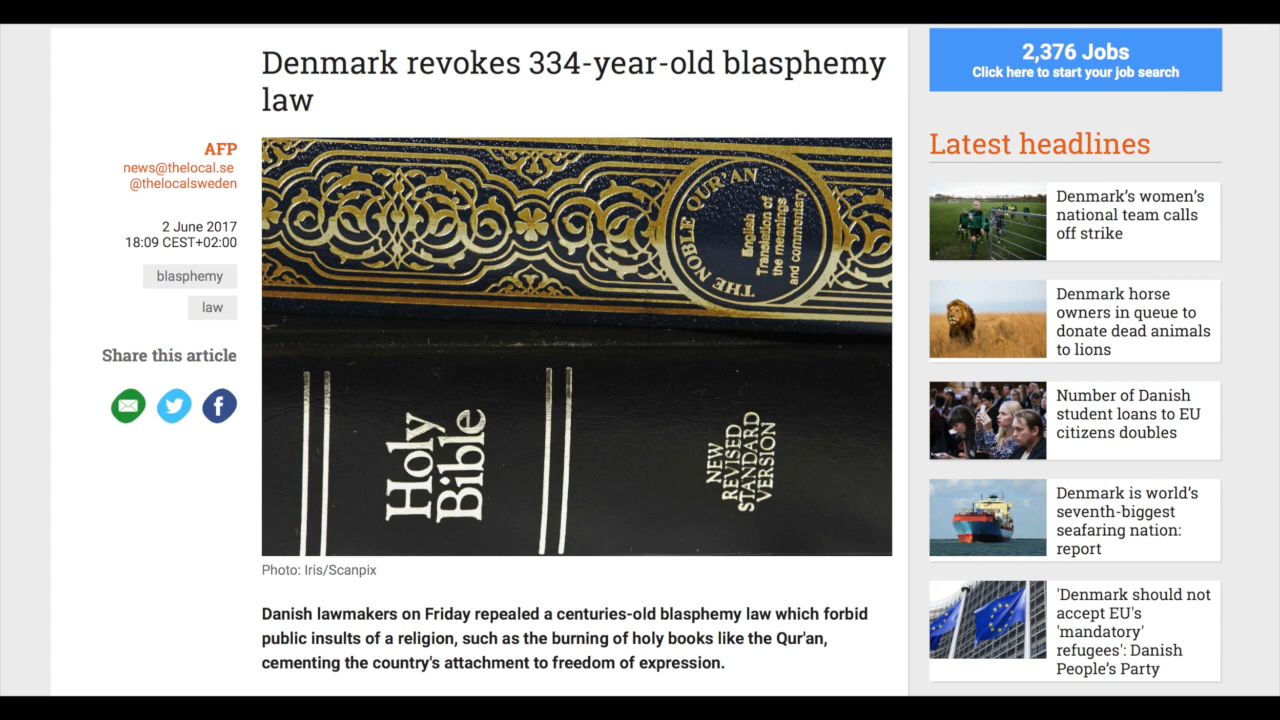 Denmark revokes 334-year-old blasphemy
law
AFP
news@thelocal.se
@thelocalsweden
2 June 2017
18:09 CEST+02:00
blasphemy
law
Share this article
f
THE NOBLE QUR'AN
English
Translation of
the meanings
and commentary
Holy
Bible
NEW
REVISED
STANDARD
VERSION
Photo: Iris/Scanpix
Danish lawmakers on Friday repealed a centuries-old blasphemy law which forbid
public insults of a religion, such as the burning of holy books like the Qur'an,
cementing the country's attachment to freedom of expression.
2,376 Jobs
Click here to start your job search
Latest headlines
Denmark's women's
national team calls
off strike
Denmark horse
owners in queue to
donate dead animals
to lions
Number of Danish
student loans to EU
citizens doubles
Denmark is world's
seventh-biggest
seafaring nation:
report
'Denmark should not
accept EU's
'mandatory'
refugees': Danish
People's Party